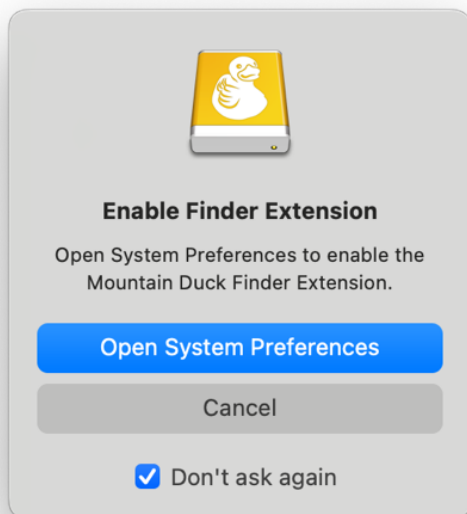 Enable Finder Extension
Open System Preferences to enable the
Mountain Duck Finder Extension.
Open System Preferences
Cancel
Don't ask again